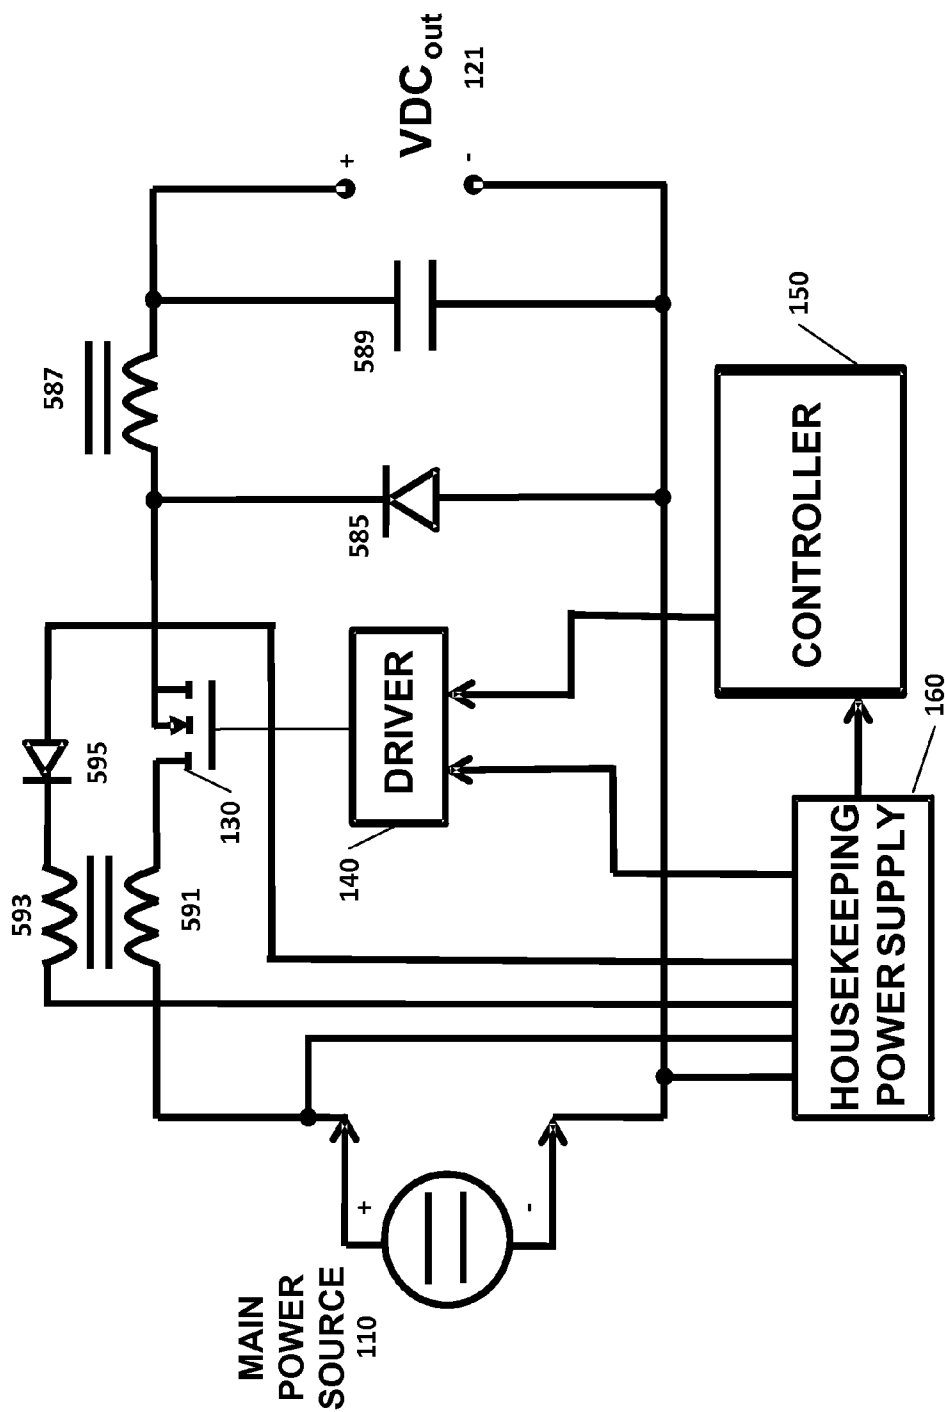 MAIN
POWER
SOURCE
110
+
-
593
591
595
130
140
DRIVER
587
585
589
+
-
VDCout
121
HOUSEKEEPING
POWER SUPPLY
160
CONTROLLER
150